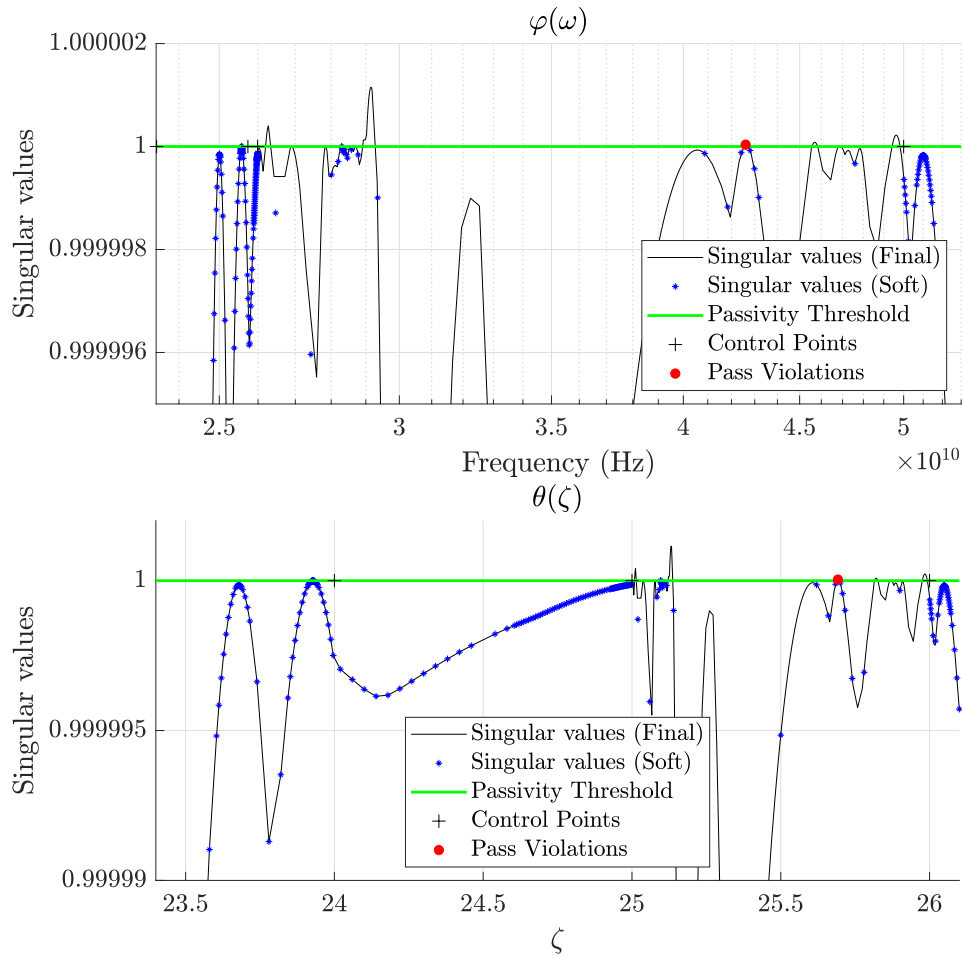 φ(ω)
1.000002
1
0.999998
0.999996
Singular values
Singular values (Final)
Singular values (Soft)
Passivity Threshold
Control Points
Pass Violations
2.5 3 3.5 4 4.5 5
Frequency (Hz)
×10^10
θ(ζ)
1
0.999995
0.99999
Singular values
Singular values (Final)
Singular values (Soft)
Passivity Threshold
Control Points
Pass Violations
23.5 24 24.5 25 25.5 26
ζ